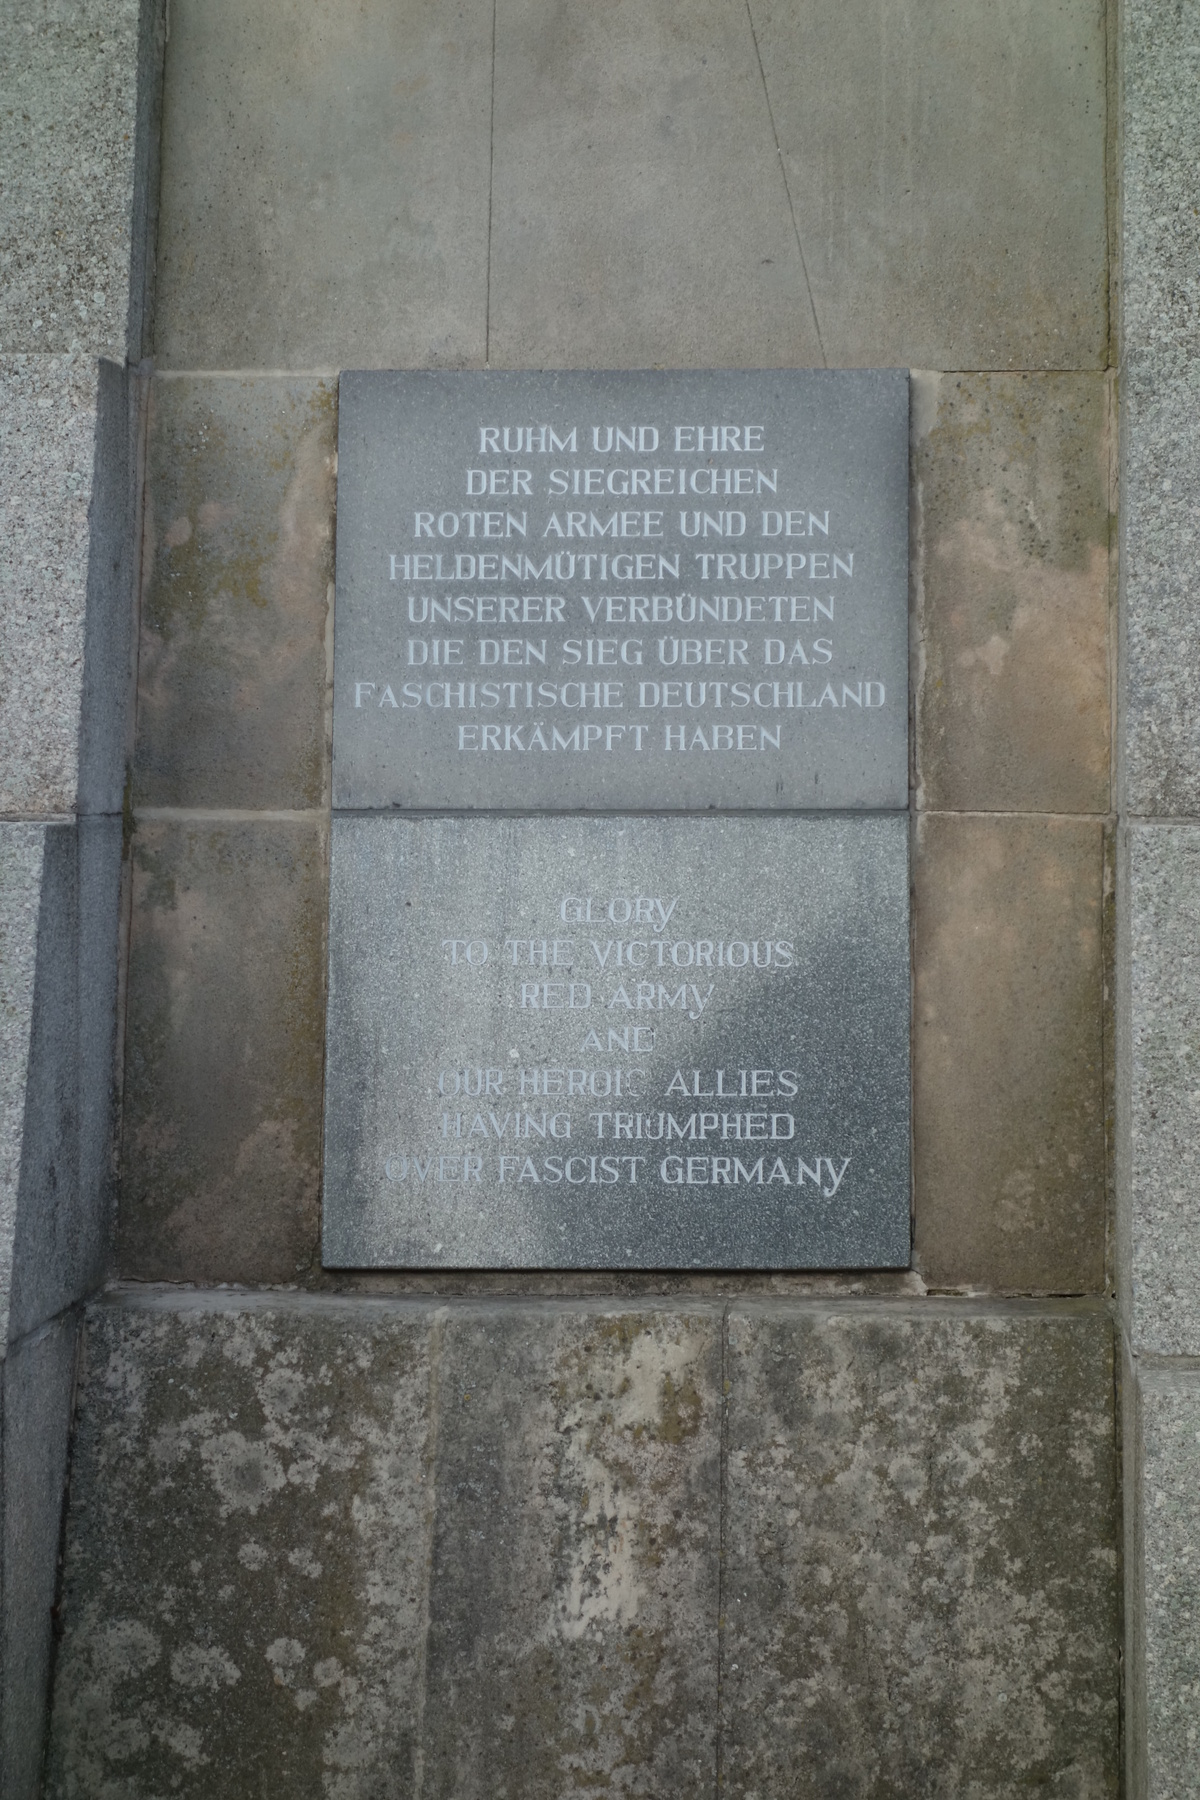 RUHM UND EHRE
DER SIEGREICHEN
ROTEN ARMEE UND DEN
HELDENMÜTIGEN TRUPPEN
UNSERER VERBÜNDETEN
DIE DEN SIEG ÜBER DAS
FASCHISTISCHE DEUTSCHLAND
ERKÄMPFT HABEN
GLORY
TO THE VICTORIOUS
RED ARMY
AND
OUR HEROIC ALLIES
HAVING TRIUMPHED
OVER FASCIST GERMANY